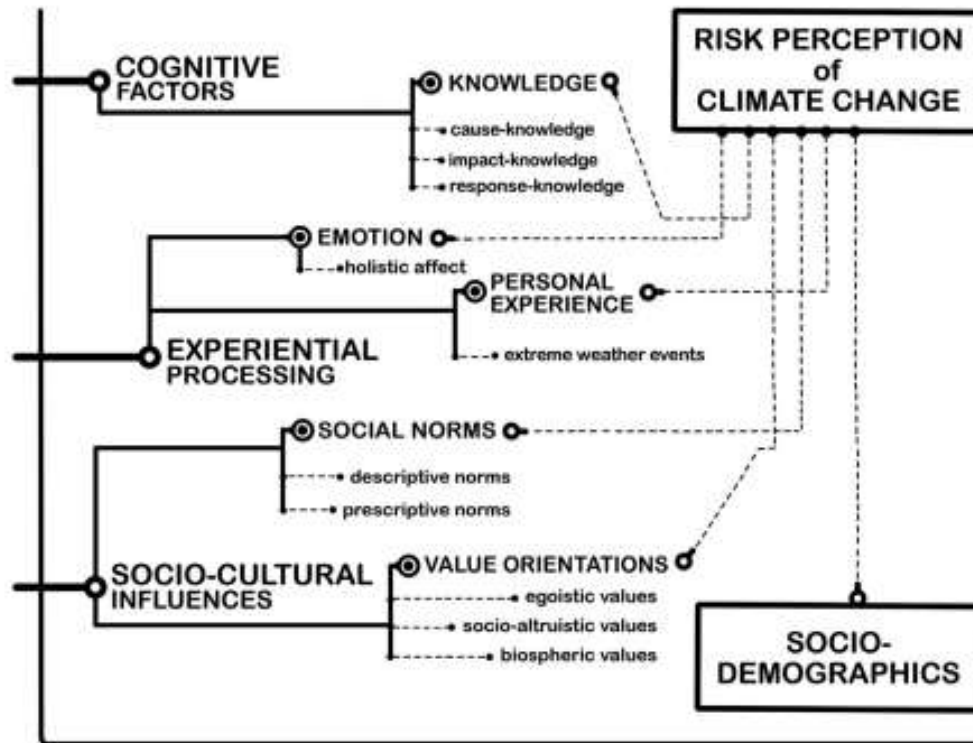 COGNITIVE
FACTORS
KNOWLEDGE
cause-knowledge
impact-knowledge
response-knowledge
RISK PERCEPTION
of
CLIMATE CHANGE
EMOTION
holistic affect
PERSONAL
EXPERIENCE
extreme weather events
EXPERIENTIAL
PROCESSING
SOCIAL NORMS
descriptive norms
prescriptive norms
SOCIO-CULTURAL
INFLUENCES
VALUE ORIENTATIONS
egoistic values
socio-altruistic values
biospheric values
SOCIO-
DEMOGRAPHICS